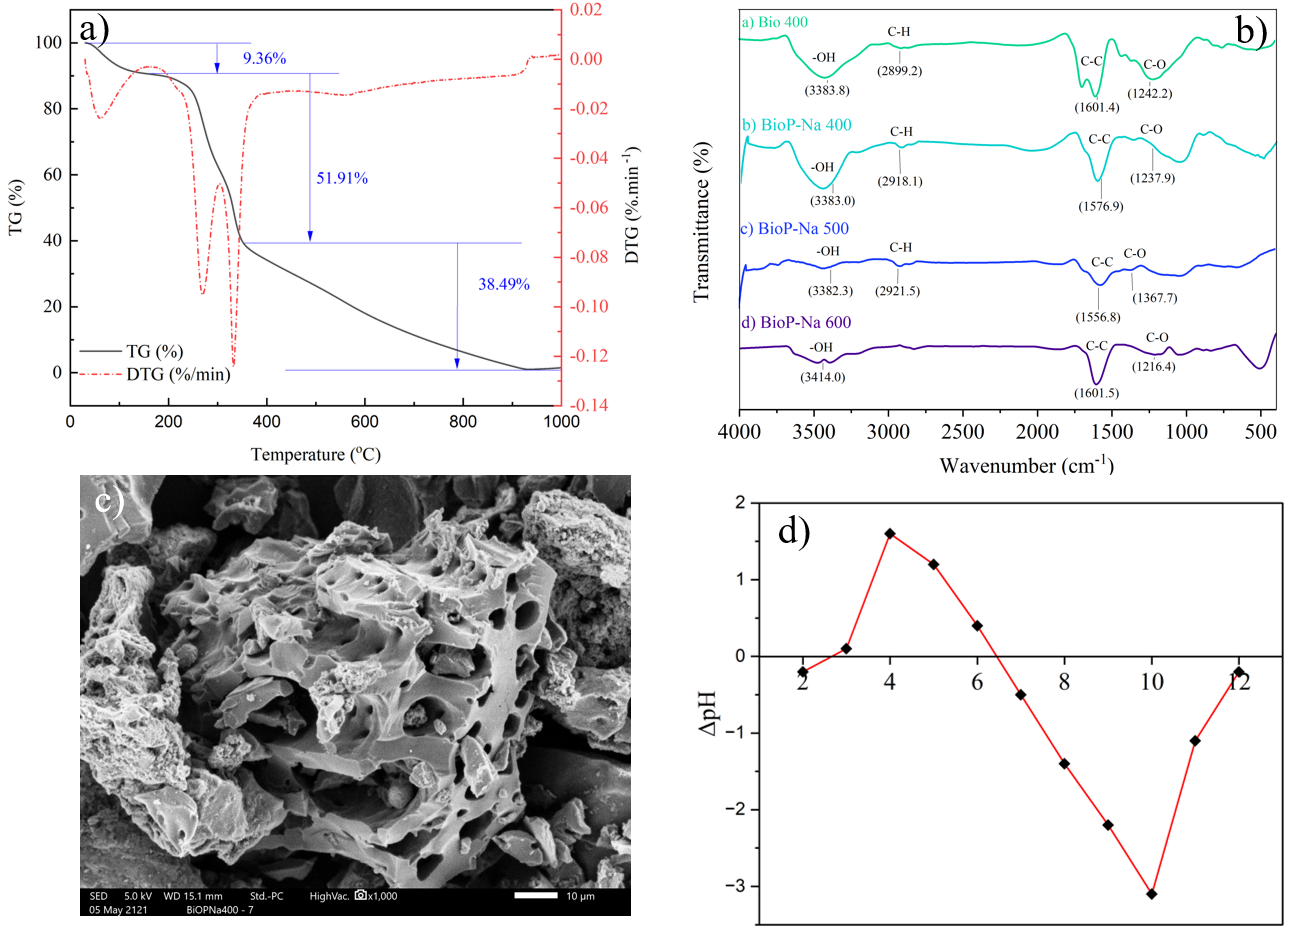 a)
TG (%)
100
80
60
40
20
0
9.36%
51.91%
38.49%
TG (%)
DTG (%/min)
0.00
-0.02
-0.04
-0.06
-0.08
-0.10
-0.12
-0.14
DTG (%.min⁻¹)
0 200 400 600 800 1000
Temperature (°C)
b)
Transmittance (%)
a) Bio 400
-OH
(3383.8)
C-H
(2899.2)
C-C
(1601.4)
C-O
(1242.2)
b) BioP-Na 400
-OH
(3383.0)
C-H
(2918.1)
C-C
(1576.9)
C-O
(1237.9)
c) BioP-Na 500
-OH
(3382.3)
C-H
(2921.5)
C-C
(1556.8)
C-O
(1367.7)
d) BioP-Na 600
-OH
(3414.0)
C-C
(1601.5)
C-O
(1216.4)
4000 3500 3000 2500 2000 1500 1000 500
Wavenumber (cm⁻¹)
c)
SED 5.0 kV WD 15.1 mm Std.-PC HighVac. x1,000 10 μm
05 May 2121 BiOPNa400 - 7
d)
ΔpH
2
1
0
−1
−2
−3
2 4 6 8 10 12